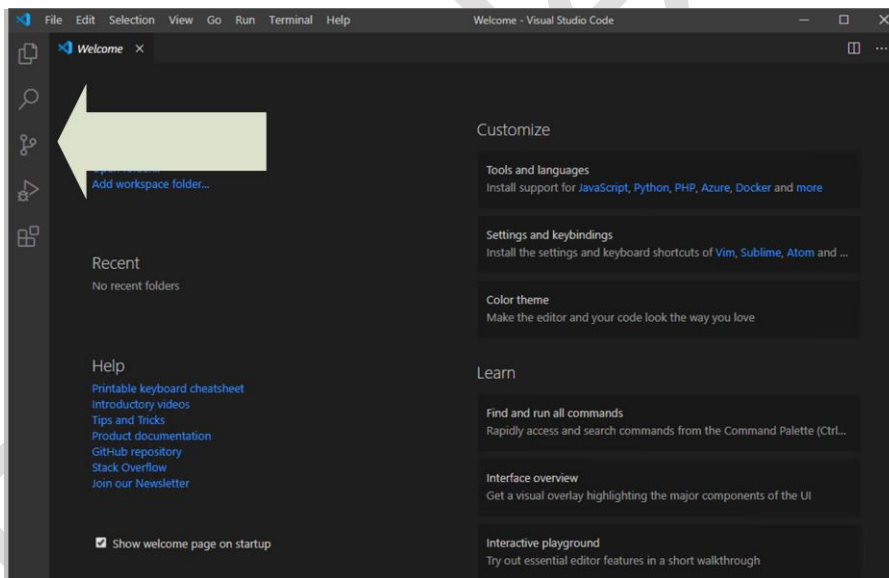 File Edit Selection View Go Run Terminal Help
Welcome - Visual Studio Code
Welcome
Add workspace folder...
Recent
No recent folders
Help
Printable keyboard cheatsheet
Introductory videos
Tips and Tricks
Product documentation
GitHub repository
Stack Overflow
Join our Newsletter
Show welcome page on startup
Customize
Tools and languages
Install support for JavaScript, Python, PHP, Azure, Docker and more
Settings and keybindings
Install the settings and keyboard shortcuts of Vim, Sublime, Atom and ...
Color theme
Make the editor and your code look the way you love
Learn
Find and run all commands
Rapidly access and search commands from the Command Palette (Ctrl...
Interface overview
Get a visual overlay highlighting the major components of the UI
Interactive playground
Try out essential editor features in a short walkthrough